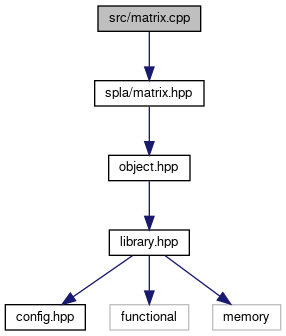 src/matrix.cpp
spla/matrix.hpp
object.hpp
library.hpp
config.hpp
functional
memory